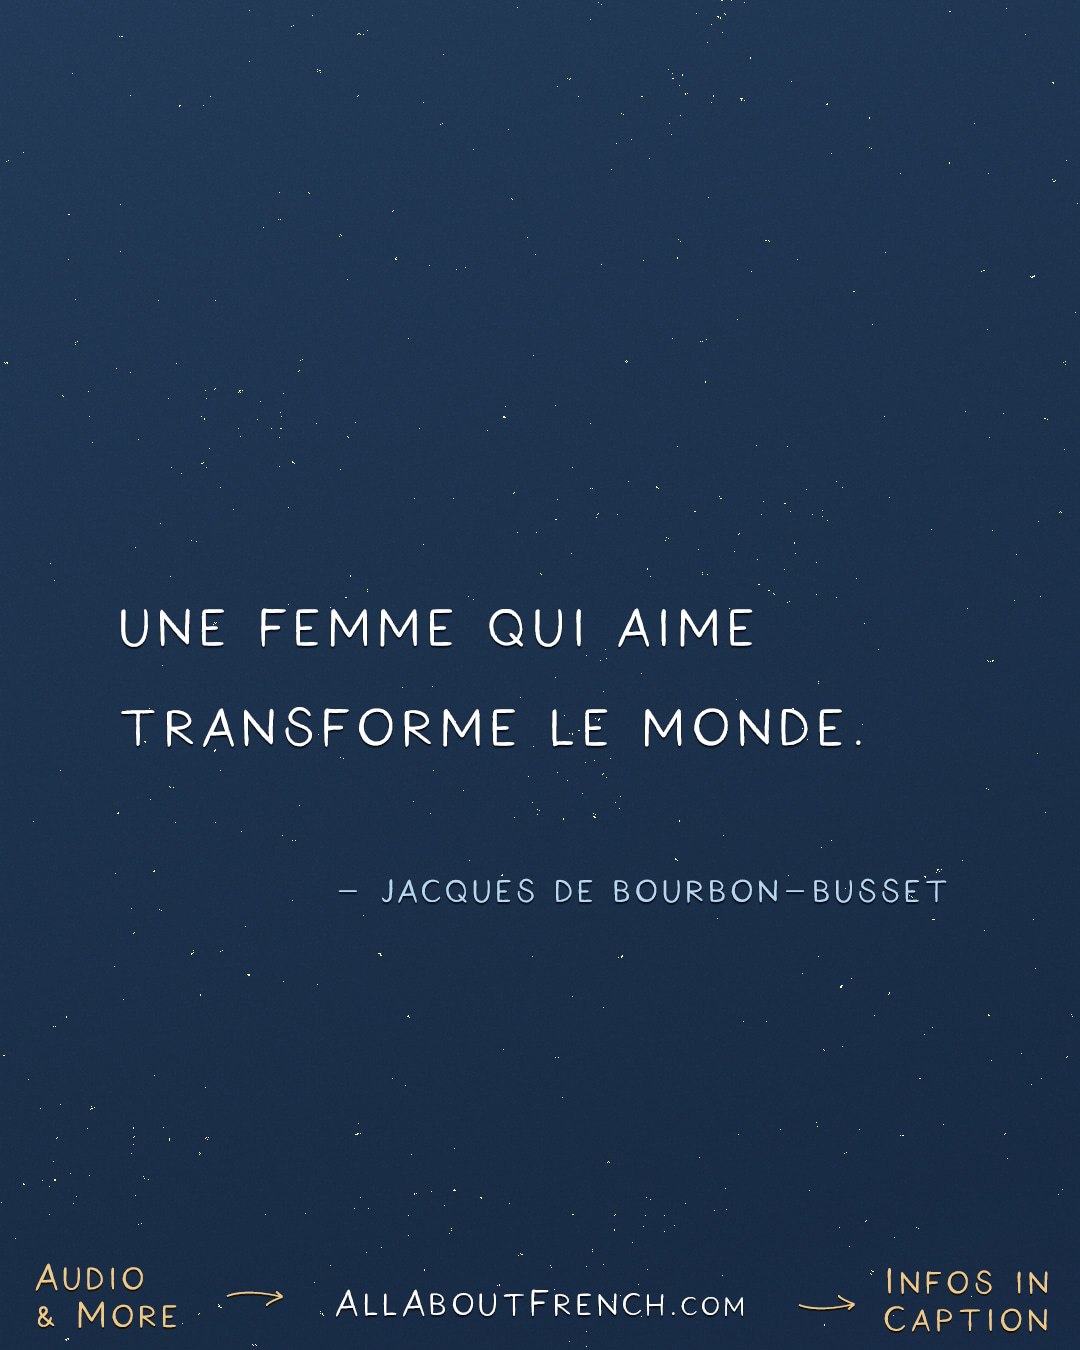 UNE FEMME QUI AIME
TRANSFORME LE MONDE.
– JACQUES DE BOURBON–BUSSET
AUDIO
& MORE
ALLABOUTFRENCH.COM
INFOS IN
CAPTION